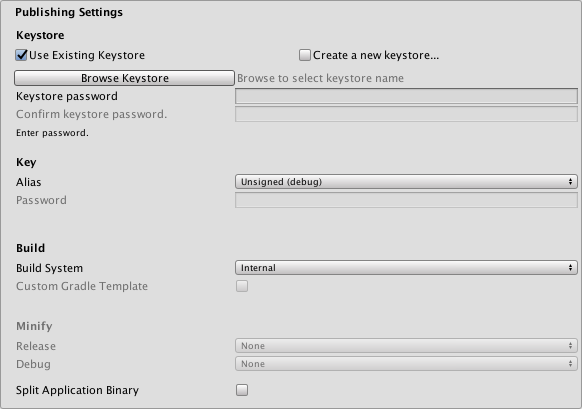 Publishing Settings
Keystore
Use Existing Keystore Create a new keystore...
Browse Keystore Browse to select keystore name
Keystore password
Confirm keystore password.
Enter password.
Key
Alias Unsigned (debug)
Password
Build
Build System Internal
Custom Gradle Template
Minify
Release None
Debug None
Split Application Binary